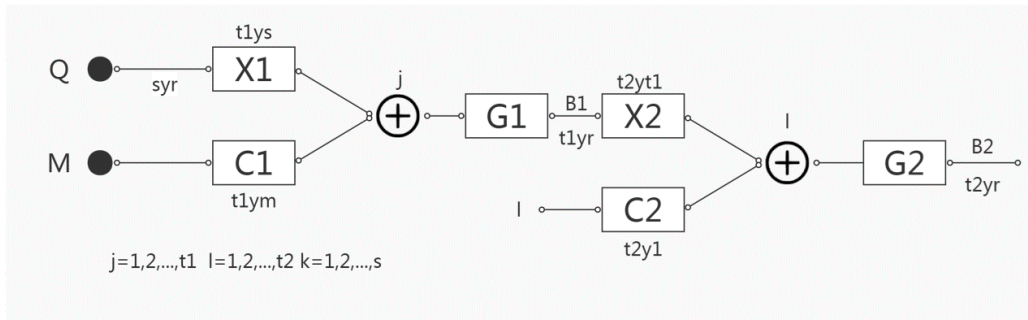 t1ys
Q
syr
X1
j
M
C1
t1ym
G1
B1
t1yr
t2yt1
X2
l
l
C2
t2y1
G2
B2
t2yr
j=1,2,...,t1 l=1,2,...,t2 k=1,2,...,s